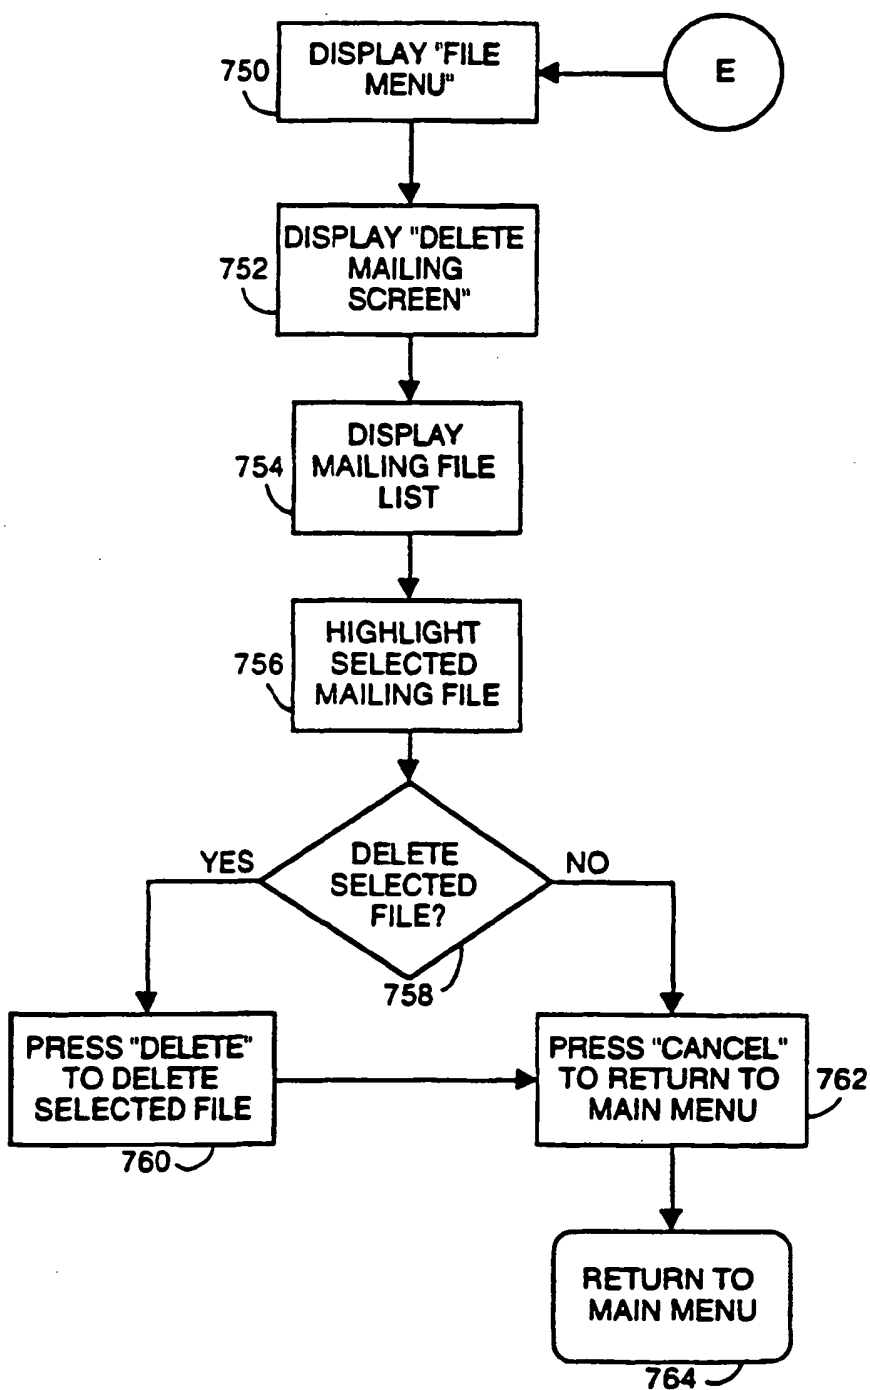 DISPLAY "FILE
MENU"
750
E
DISPLAY "DELETE
MAILING
SCREEN"
752
DISPLAY
MAILING FILE
LIST
754
HIGHLIGHT
SELECTED
MAILING FILE
756
YES
DELETE
SELECTED
FILE?
NO
758
PRESS "DELETE"
TO DELETE
SELECTED FILE
760
PRESS "CANCEL"
TO RETURN TO
MAIN MENU
762
RETURN TO
MAIN MENU
764